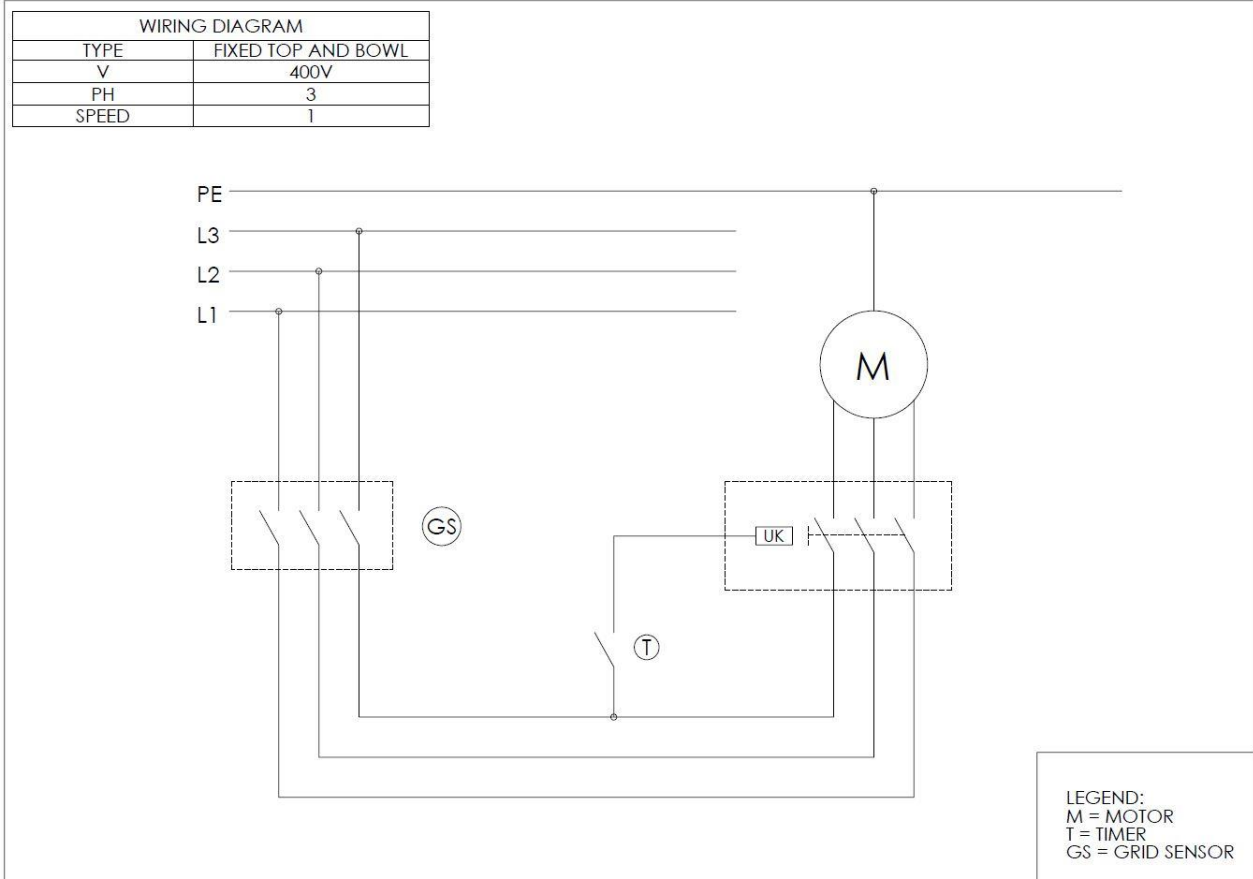 WIRING DIAGRAM
TYPE FIXED TOP AND BOWL
V 400V
PH 3
SPEED 1
PE
L3
L2
L1
M
GS
UK
T
LEGEND:
M = MOTOR
T = TIMER
GS = GRID SENSOR